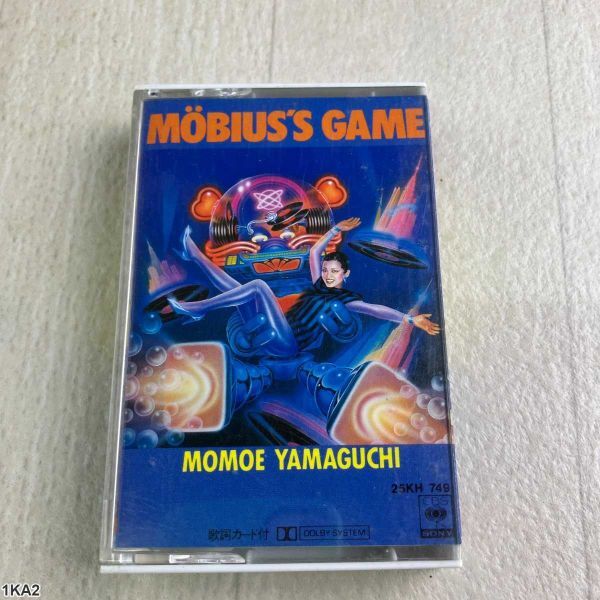 MÖBIUS'S GAME
MOMOE YAMAGUCHI
25KH 749
CBS
SONY
歌詞カード付 DOLBY SYSTEM
1KA2